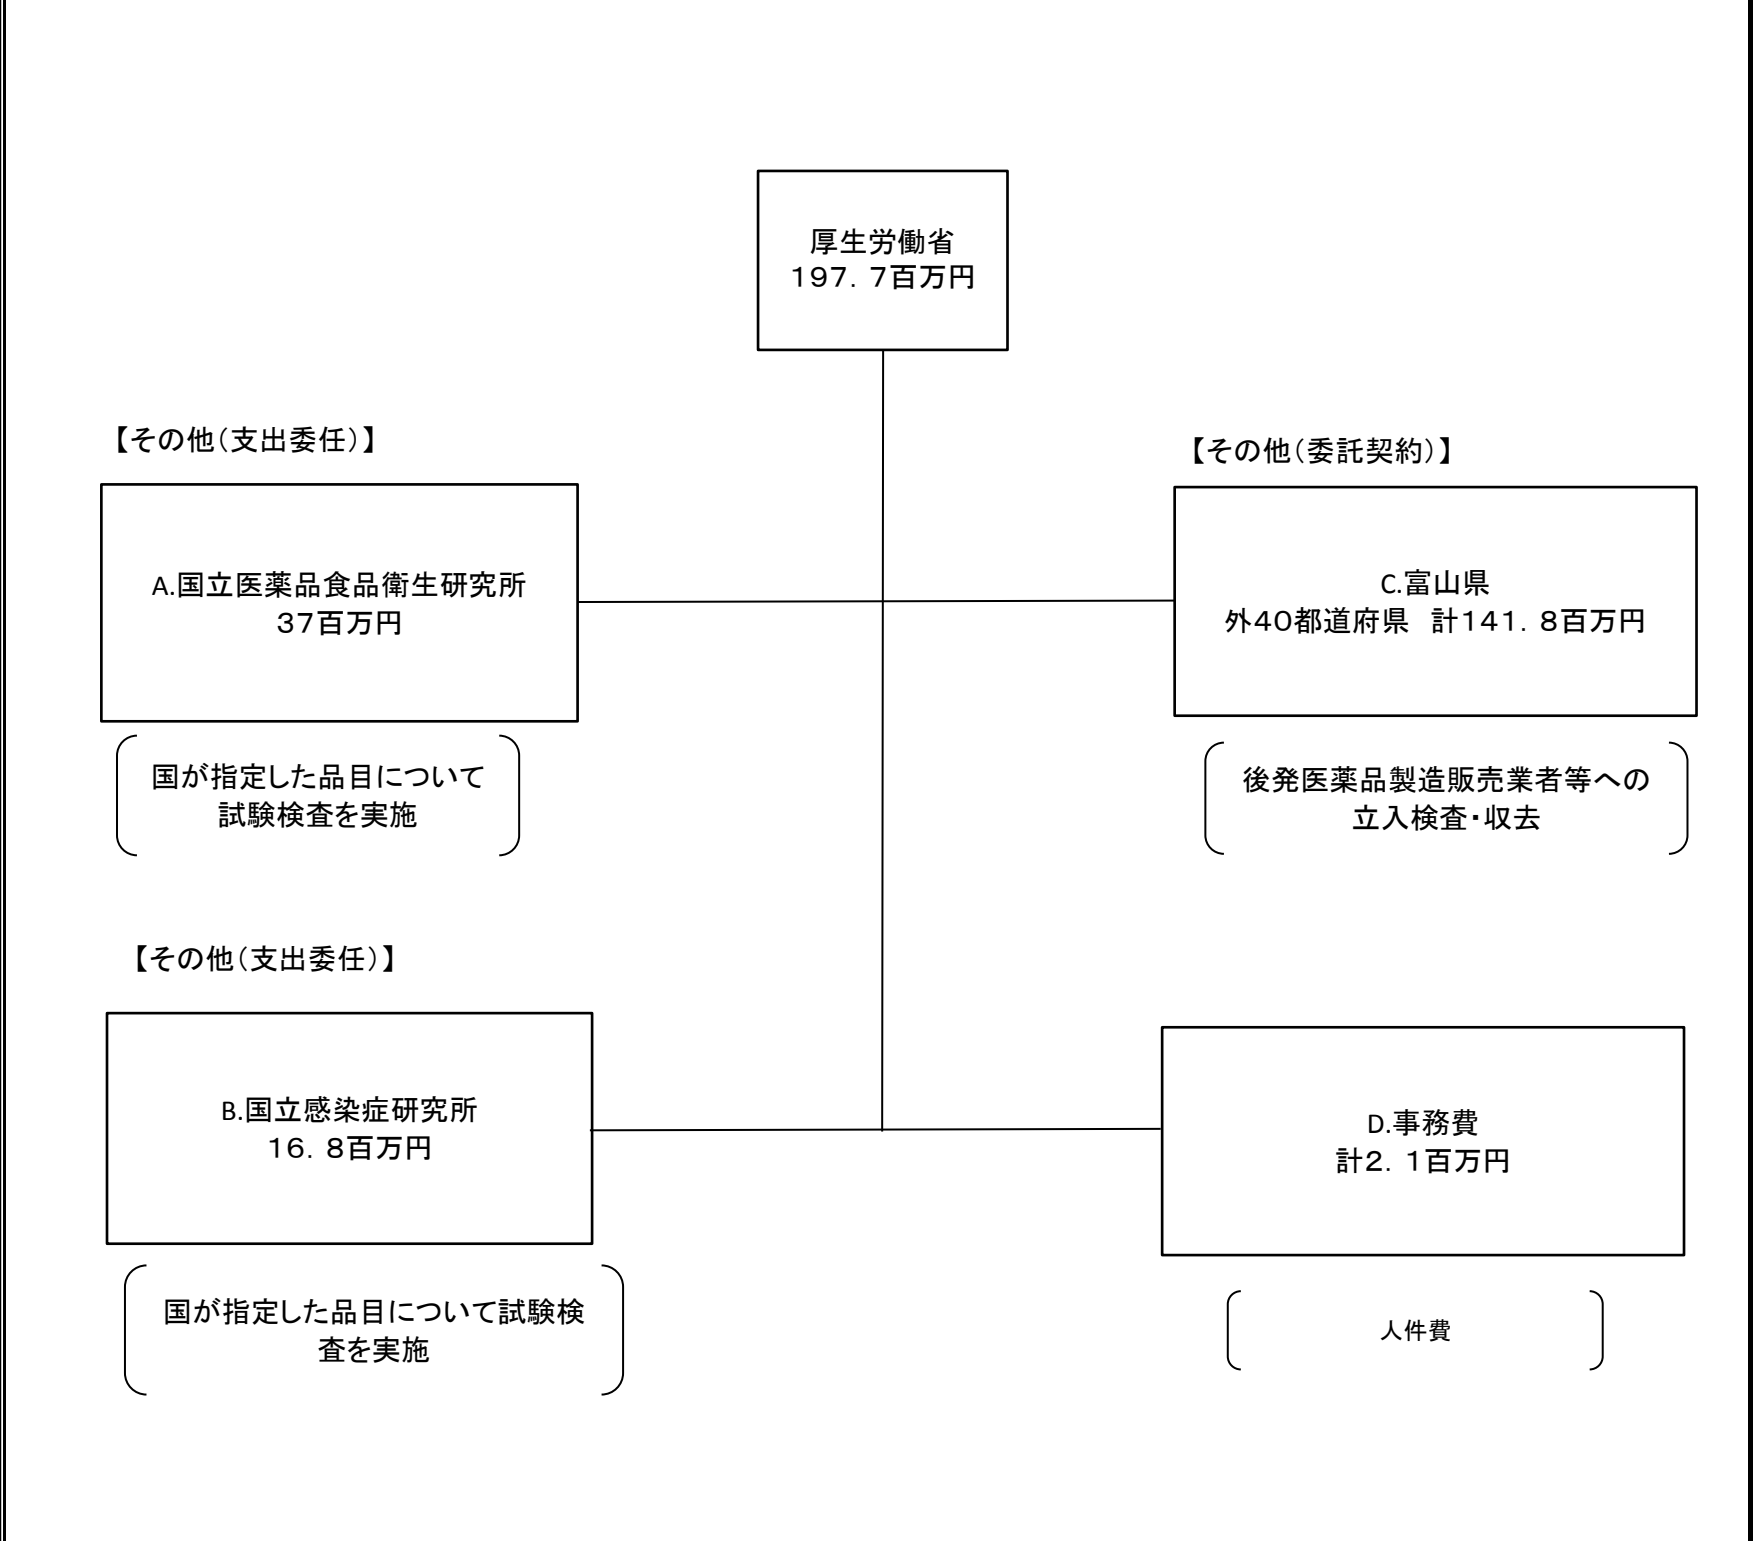 厚生労働省
197．7百万円
【その他（支出委任）】
A.国立医薬品食品衛生研究所
37百万円
国が指定した品目について
試験検査を実施
【その他（委託契約）】
C.富山県
外40都道府県　計141．8百万円
後発医薬品製造販売業者等への
立入検査・収去
【その他（支出委任）】
B.国立感染症研究所
16．8百万円
国が指定した品目について試験検
査を実施
D.事務費
計2．1百万円
人件費